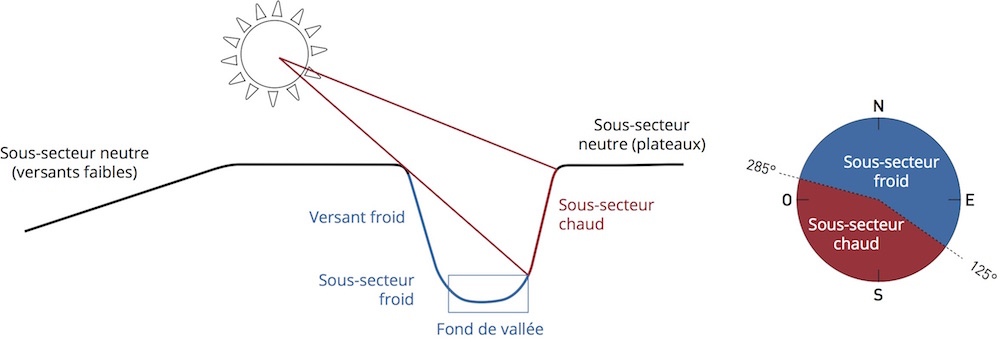 Sous-secteur neutre
(versants faibles)
Sous-secteur
neutre (plateaux)
Versant froid
Sous-secteur
chaud
Sous-secteur
froid
Fond de vallée
N
285°
Sous-secteur
froid
O
E
Sous-secteur
chaud
125°
S